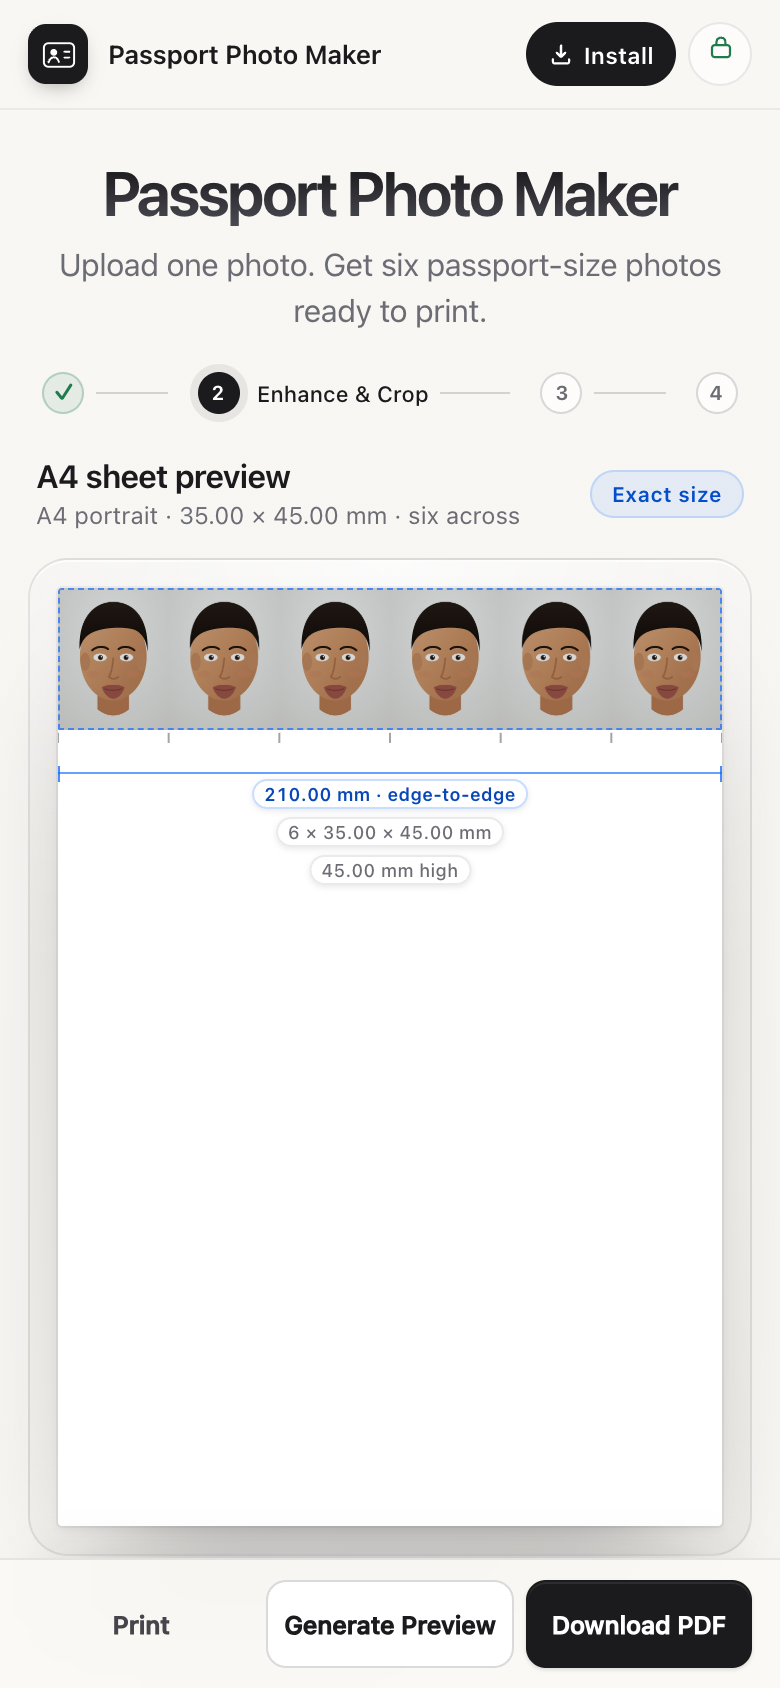 Passport Photo Maker
Install
Passport Photo Maker
Upload one photo. Get six passport-size photos
ready to print.
2 Enhance & Crop 3 4
A4 sheet preview
A4 portrait · 35.00 × 45.00 mm · six across
Exact size
210.00 mm · edge-to-edge
6 × 35.00 × 45.00 mm
45.00 mm high
Print
Generate Preview
Download PDF